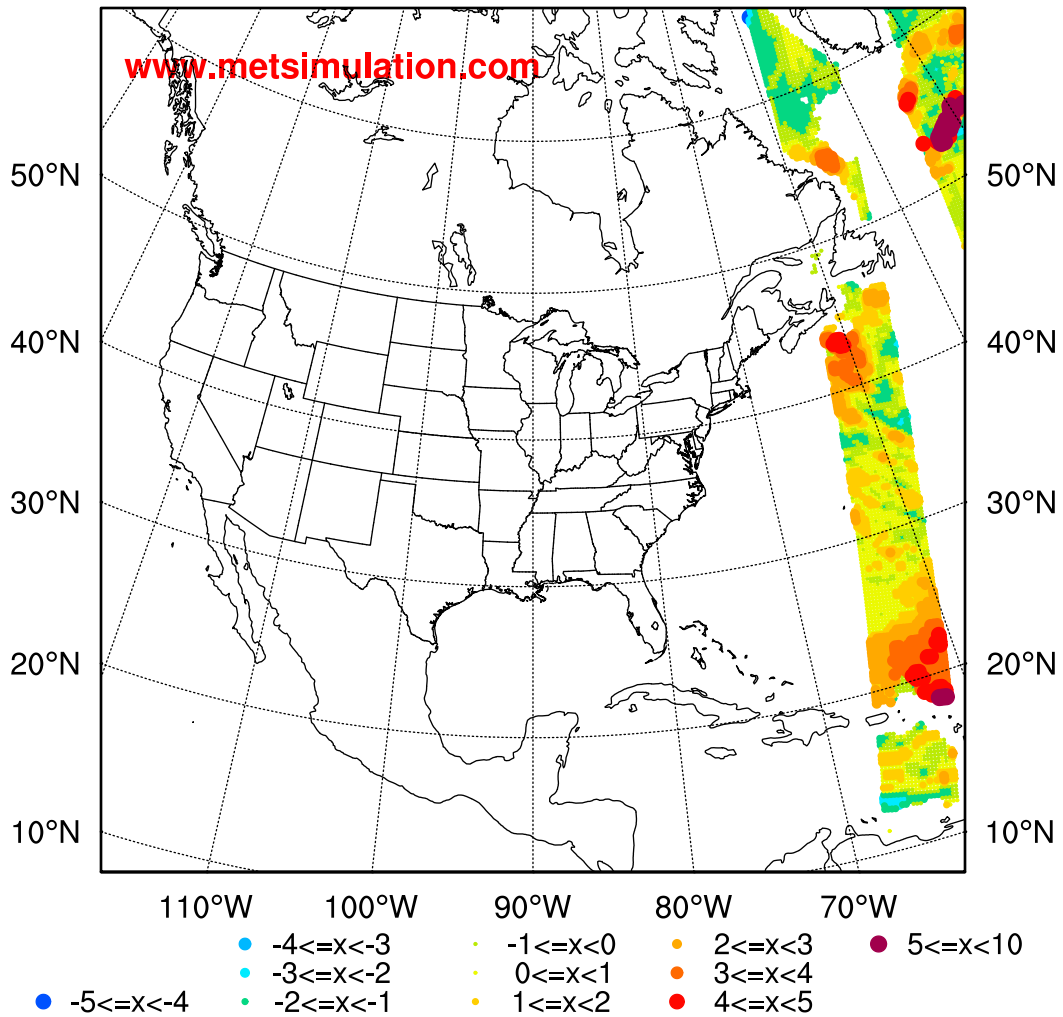 www.metsimulation.com
50°N 50°N
40°N 40°N
30°N 30°N
20°N 20°N
10°N 10°N
110°W 100°W 90°W 80°W 70°W
-4<=x<-3 -1<=x<0 2<=x<3 5<=x<10
-3<=x<-2 0<=x<1 3<=x<4
-5<=x<-4 -2<=x<-1 1<=x<2 4<=x<5